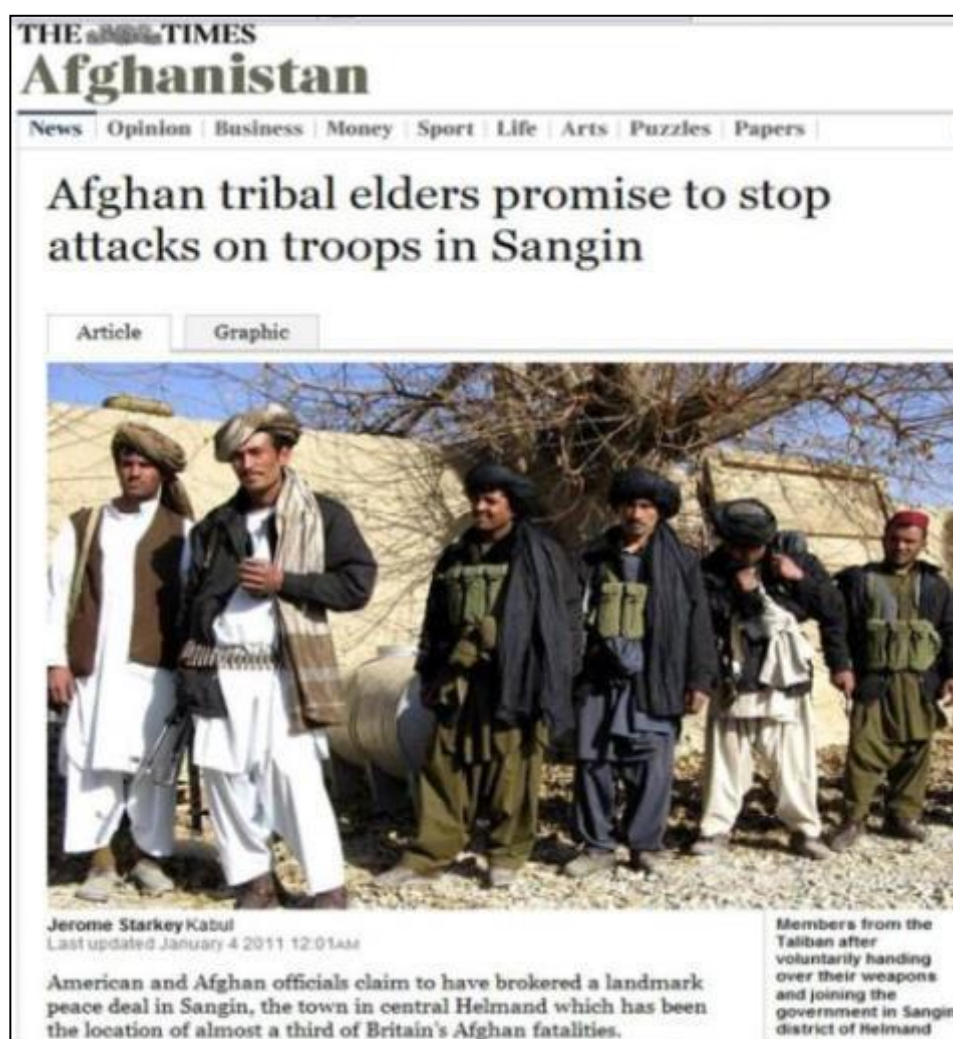 THE TIMES
Afghanistan
News Opinion Business Money Sport Life Arts Puzzles Papers
Afghan tribal elders promise to stop
attacks on troops in Sangin
Article Graphic
Jerome Starkey Kabul
Last updated January 4 2011 12:01AM
American and Afghan officials claim to have brokered a landmark
peace deal in Sangin, the town in central Helmand which has been
the location of almost a third of Britain's Afghan fatalities.
Members from the
Taliban after
voluntarily handing
over their weapons
and joining the
government in Sangin
district of Helmand